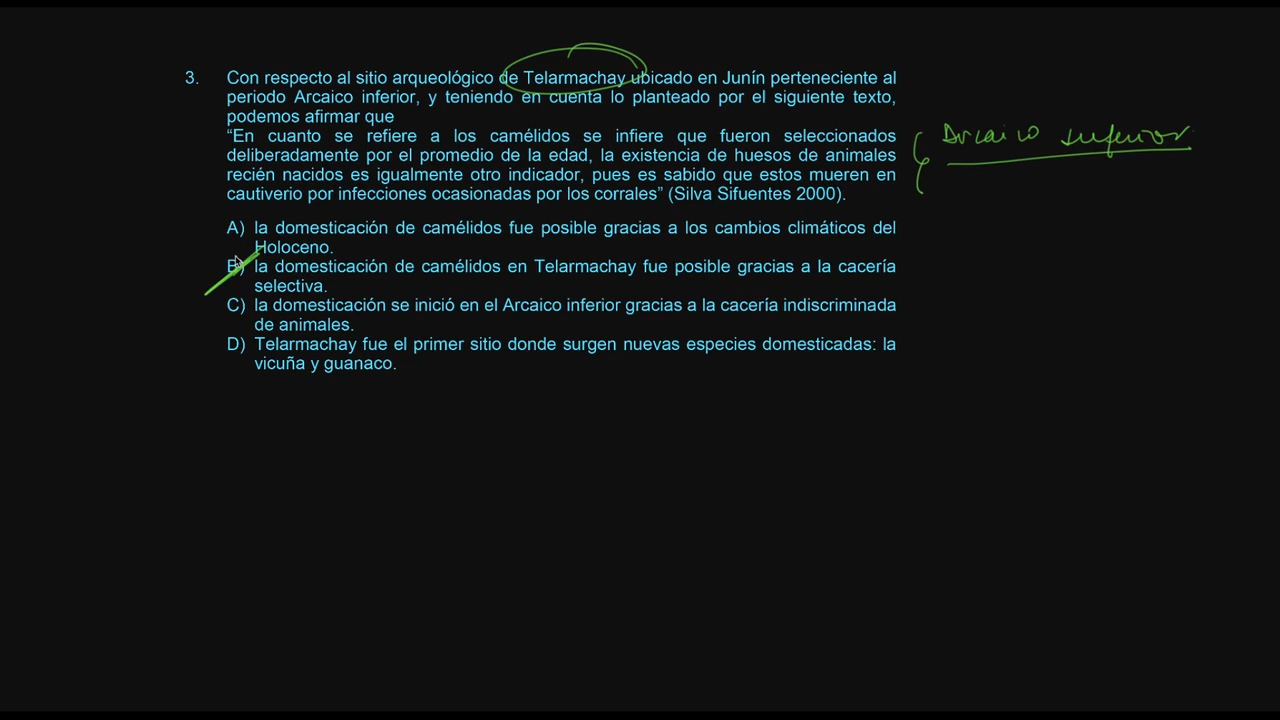 3. Con respecto al sitio arqueológico de Telarmachay ubicado en Junín perteneciente al
periodo Arcaico inferior, y teniendo en cuenta lo planteado por el siguiente texto,
podemos afirmar que
“En cuanto se refiere a los camélidos se infiere que fueron seleccionados
deliberadamente por el promedio de la edad, la existencia de huesos de animales
recién nacidos es igualmente otro indicador, pues es sabido que estos mueren en
cautiverio por infecciones ocasionadas por los corrales” (Silva Sifuentes 2000).
Arcaico Inferior
A) la domesticación de camélidos fue posible gracias a los cambios climáticos del
Holoceno.
B) la domesticación de camélidos en Telarmachay fue posible gracias a la cacería
selectiva.
C) la domesticación se inició en el Arcaico inferior gracias a la cacería indiscriminada
de animales.
D) Telarmachay fue el primer sitio donde surgen nuevas especies domesticadas: la
vicuña y guanaco.